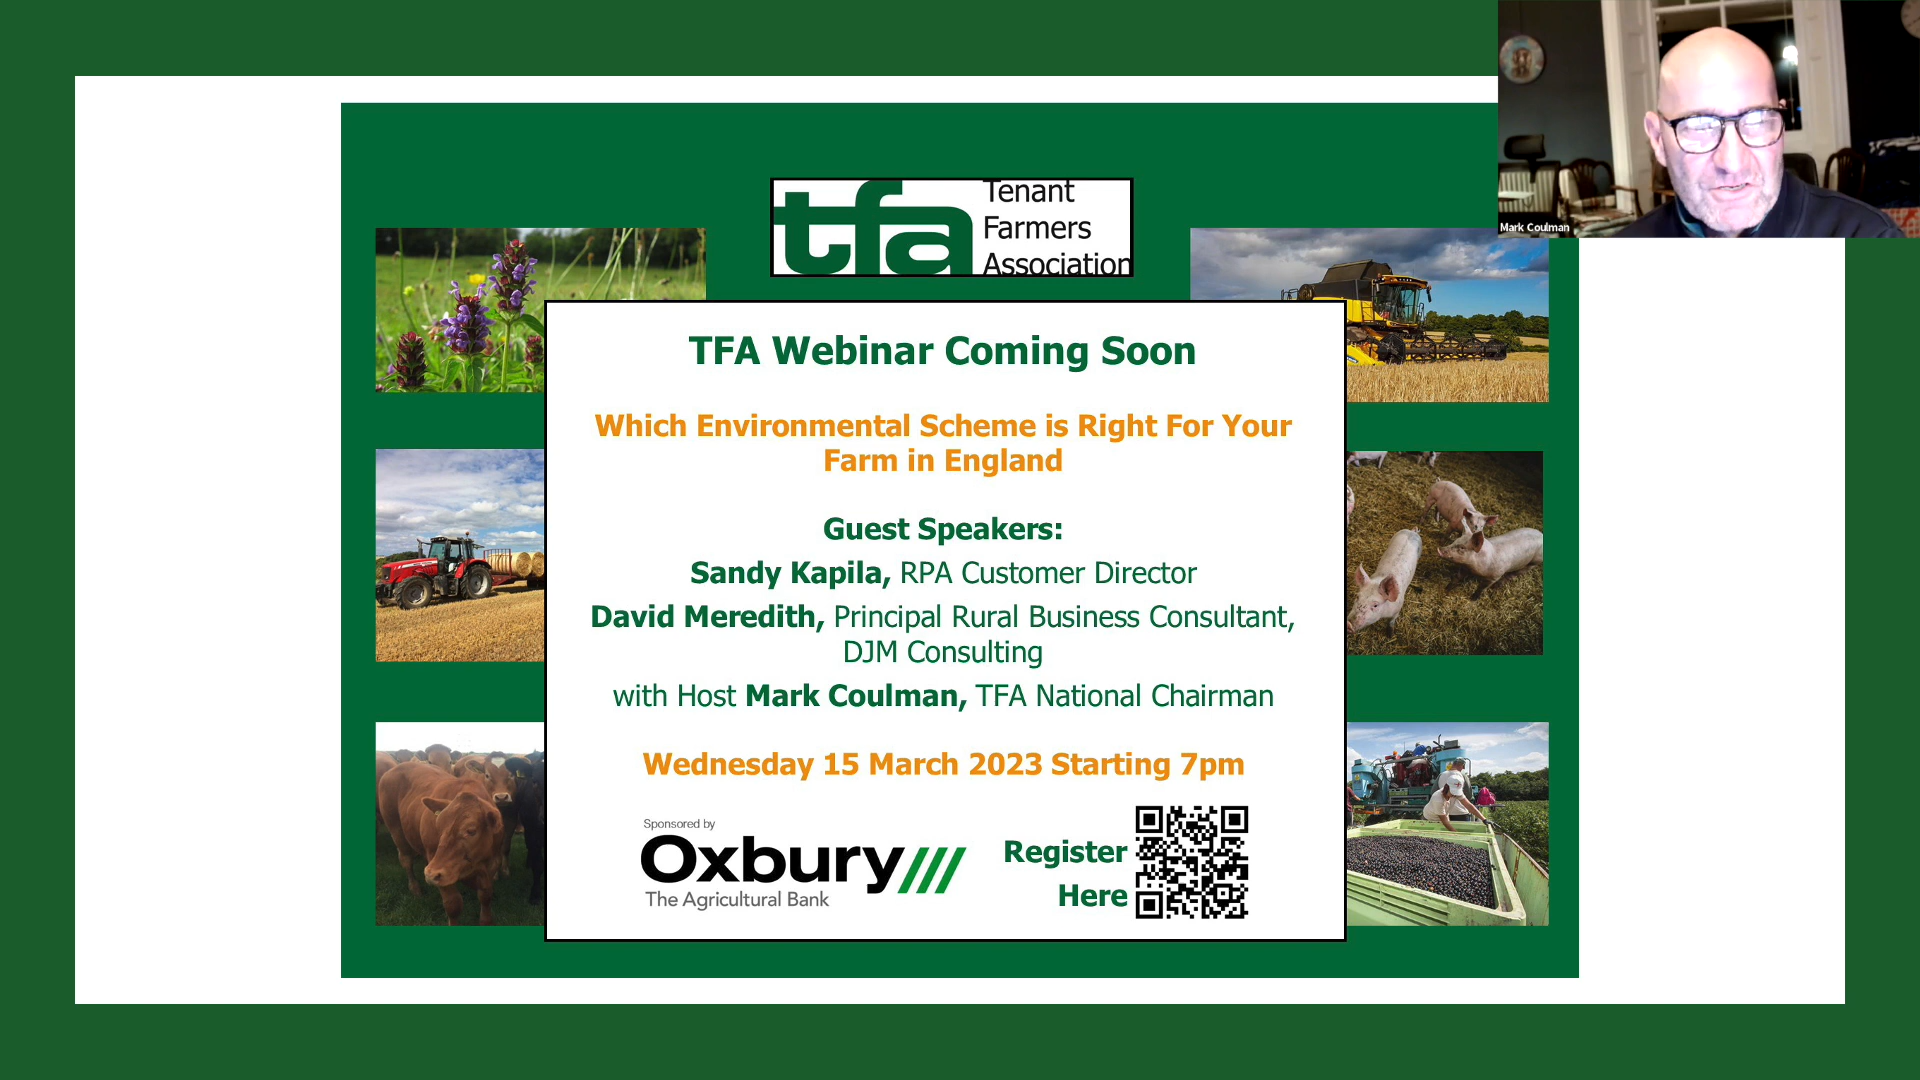 Mark Coulman
tfa
Tenant
Farmers
Association
TFA Webinar Coming Soon
Which Environmental Scheme is Right For Your
Farm in England
Guest Speakers:
Sandy Kapila, RPA Customer Director
David Meredith, Principal Rural Business Consultant,
DJM Consulting
with Host Mark Coulman, TFA National Chairman
Wednesday 15 March 2023 Starting 7pm
Sponsored by
Oxbury
The Agricultural Bank
Register
Here